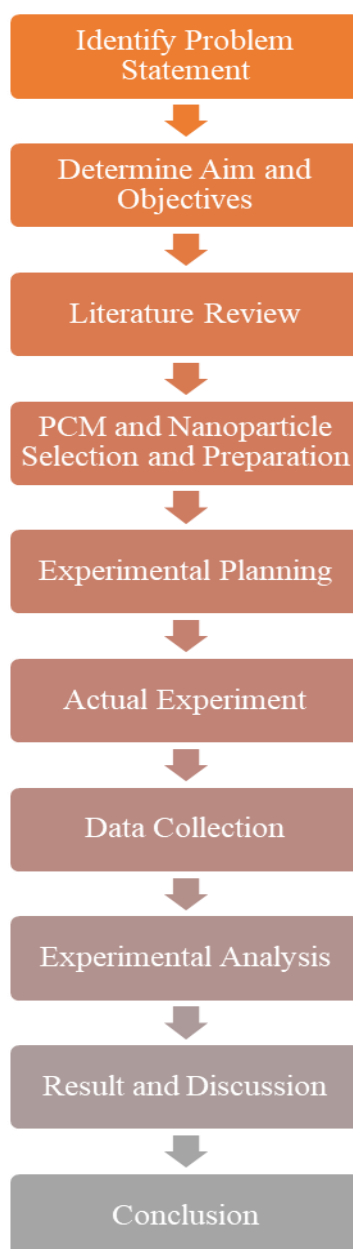 Identify Problem
Statement
Determine Aim and
Objectives
Literature Review
PCM and Nanoparticle
Selection and Preparation
Experimental Planning
Actual Experiment
Data Collection
Experimental Analysis
Result and Discussion
Conclusion